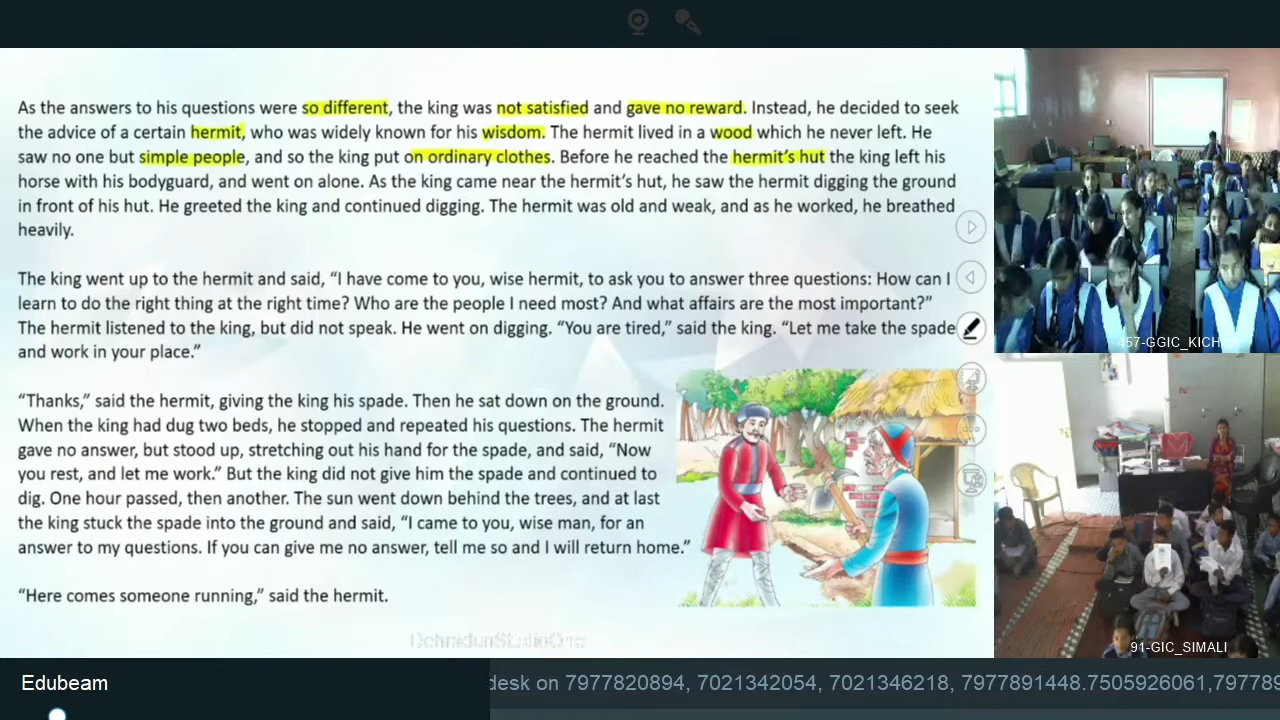 As the answers to his questions were so different, the king was not satisfied and gave no reward. Instead, he decided to seek
the advice of a certain hermit, who was widely known for his wisdom. The hermit lived in a wood which he never left. He
saw no one but simple people, and so the king put on ordinary clothes. Before he reached the hermit’s hut the king left his
horse with his bodyguard, and went on alone. As the king came near the hermit’s hut, he saw the hermit digging the ground
in front of his hut. He greeted the king and continued digging. The hermit was old and weak, and as he worked, he breathed
heavily.
The king went up to the hermit and said, “I have come to you, wise hermit, to ask you to answer three questions: How can I
learn to do the right thing at the right time? Who are the people I need most? And what affairs are the most important?”
The hermit listened to the king, but did not speak. He went on digging. “You are tired,” said the king. “Let me take the spade
and work in your place.”
“Thanks,” said the hermit, giving the king his spade. Then he sat down on the ground.
When the king had dug two beds, he stopped and repeated his questions. The hermit
gave no answer, but stood up, stretching out his hand for the spade, and said, “Now
you rest, and let me work.” But the king did not give him the spade and continued to
dig. One hour passed, then another. The sun went down behind the trees, and at last
the king stuck the spade into the ground and said, “I came to you, wise man, for an
answer to my questions. If you can give me no answer, tell me so and I will return home.”
“Here comes someone running,” said the hermit.
DehradunStudioOne
457-GGIC_KICH
91-GIC_SIMALI
Edubeam
desk on 7977820894, 7021342054, 7021346218, 7977891448.7505926061,797789